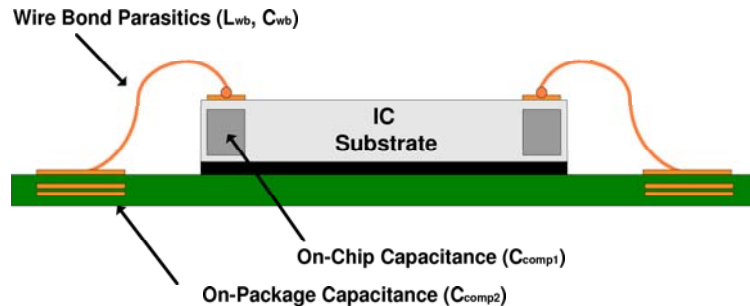 Wire Bond Parasitics (Lwb, Cwb)
IC
Substrate
On-Chip Capacitance (Ccomp1)
On-Package Capacitance (Ccomp2)